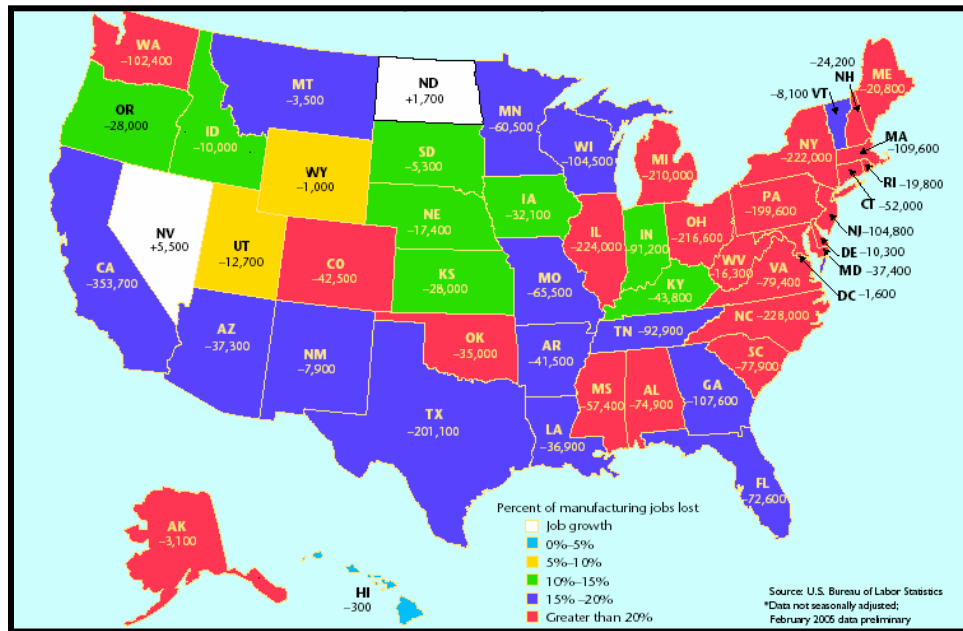 WA
-102,400
OR
-28,000
ID
-10,000
MT
-3,500
ND
+1,700
MN
-60,500
WI
-104,500
MI
-210,000
SD
-5,300
WY
-1,000
NV
+5,500
UT
-12,700
CA
-353,700
CO
-42,500
NE
-17,400
KS
-28,000
IA
-32,100
MO
-65,500
IL
-224,000
IN
-91,200
OH
-216,600
KY
-43,800
WV
-16,300
VA
-79,400
PA
-199,600
NY
-222,000
-24,200
NH
-8,100 VT
ME
-20,800
MA
-109,600
RI -19,800
CT -52,000
NJ -104,800
DE -10,300
MD -37,400
DC -1,600
NC -228,000
SC
-77,900
TN -92,900
AZ
-37,300
NM
-7,900
OK
-35,000
AR
-41,500
TX
-201,100
LA
-36,900
MS
-57,400
AL
-74,900
GA
-107,600
FL
-72,600
AK
-3,100
HI
-300
Percent of manufacturing jobs lost
Job growth
0%–5%
5%–10%
10%–15%
15% –20%
Greater than 20%
Source: U.S. Bureau of Labor Statistics
*Data not seasonally adjusted;
February 2005 data preliminary